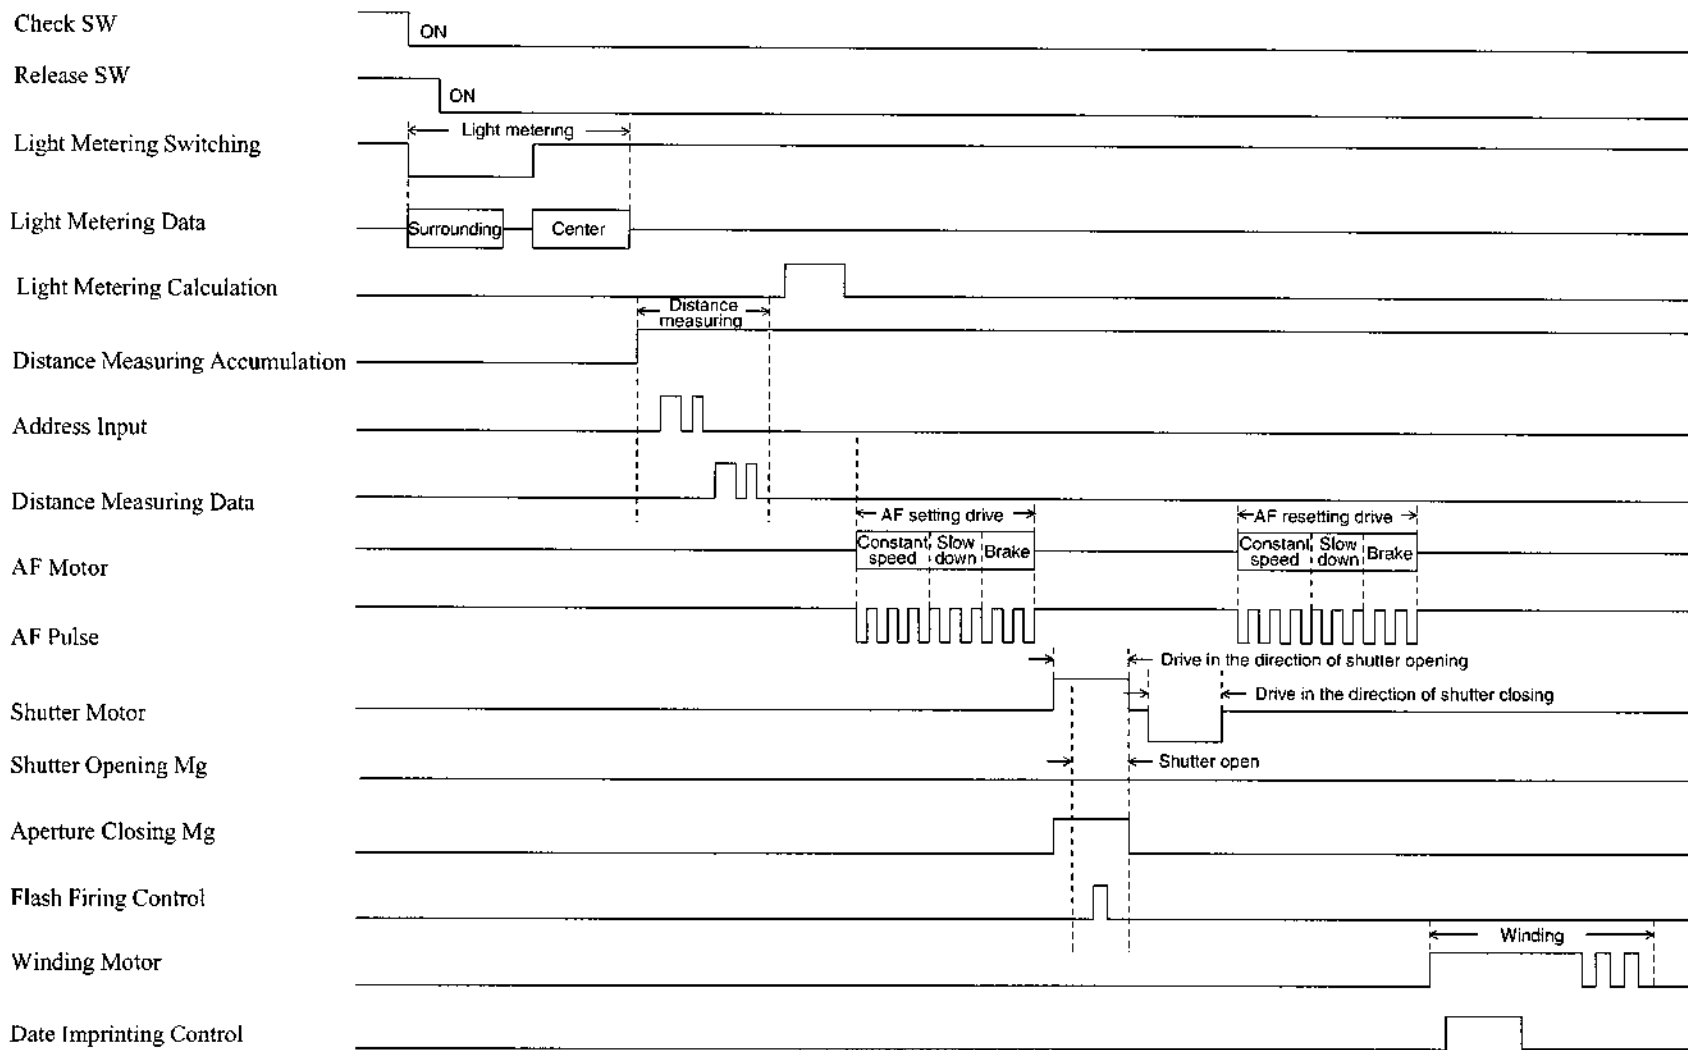 Check SW
ON
Release SW
ON
Light metering
Light Metering Switching
Light Metering Data
Surrounding
Center
Light Metering Calculation
Distance
measuring
Distance Measuring Accumulation
Address Input
Distance Measuring Data
AF setting drive
AF resetting drive
Constant
speed
Slow
down
Brake
Constant
speed
Slow
down
Brake
AF Motor
AF Pulse
Drive in the direction of shutter opening
Drive in the direction of shutter closing
Shutter Motor
Shutter Opening Mg
Shutter open
Aperture Closing Mg
Flash Firing Control
Winding
Winding Motor
Date Imprinting Control